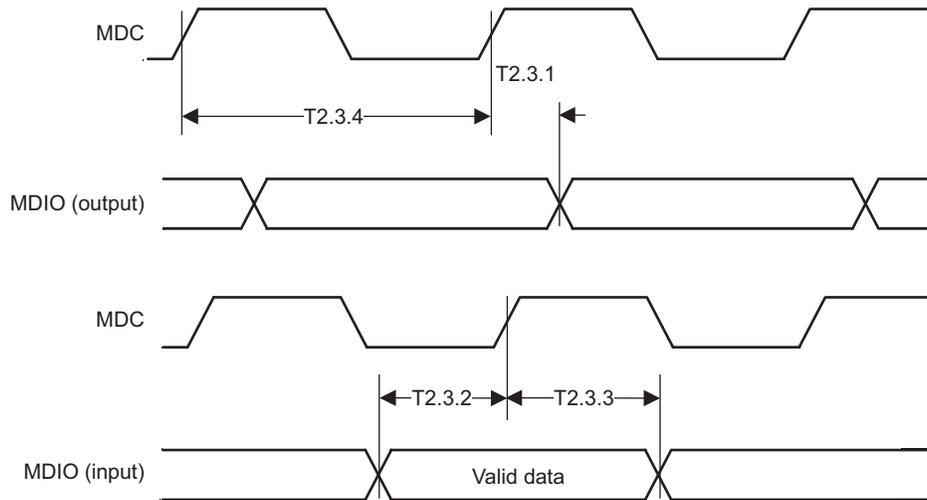 MDC
T2.3.1
T2.3.4
MDIO (output)
MDC
T2.3.2
T2.3.3
MDIO (input)
Valid data